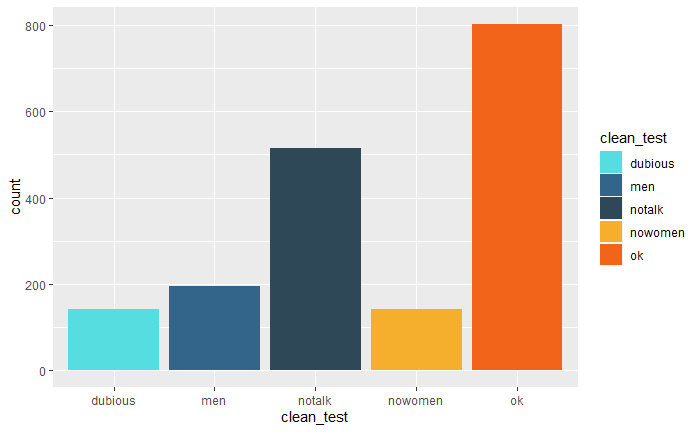 800
600
400
200
0
count
dubious men notalk nowomen ok
clean_test
clean_test
dubious
men
notalk
nowomen
ok